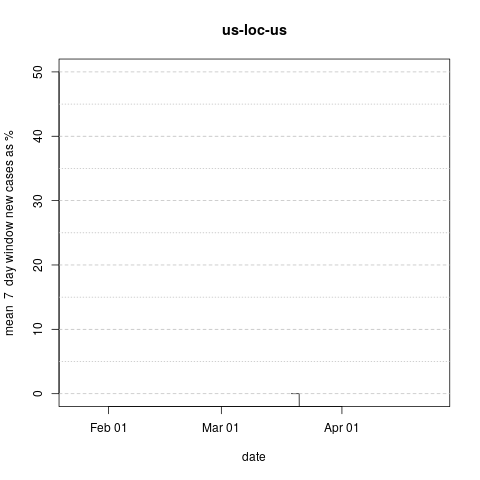 us-loc-us
mean  7  day window new cases as %
50
40
30
20
10
0
Feb 01
Mar 01
Apr 01
date